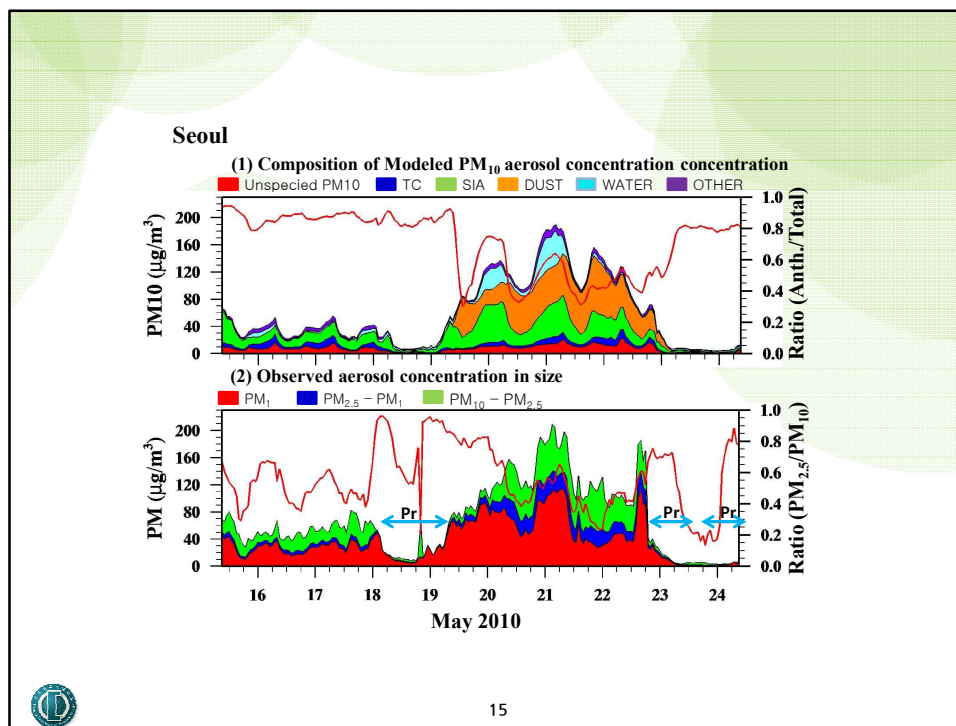 Seoul
(1) Composition of Modeled PM10 aerosol concentration concentration
Unspecied PM10 TC SIA DUST WATER OTHER
PM10 (μg/m³)
200
160
120
80
40
0
1.0
0.8
0.6
0.4
0.2
0.0
Ratio (Anth./Total)
(2) Observed aerosol concentration in size
PM1 PM2.5 – PM1 PM10 – PM2.5
PM (μg/m³)
200
160
120
80
40
0
Pr Pr Pr
1.0
0.8
0.6
0.4
0.2
0.0
Ratio (PM2.5/PM10)
16 17 18 19 20 21 22 23 24
May 2010
15